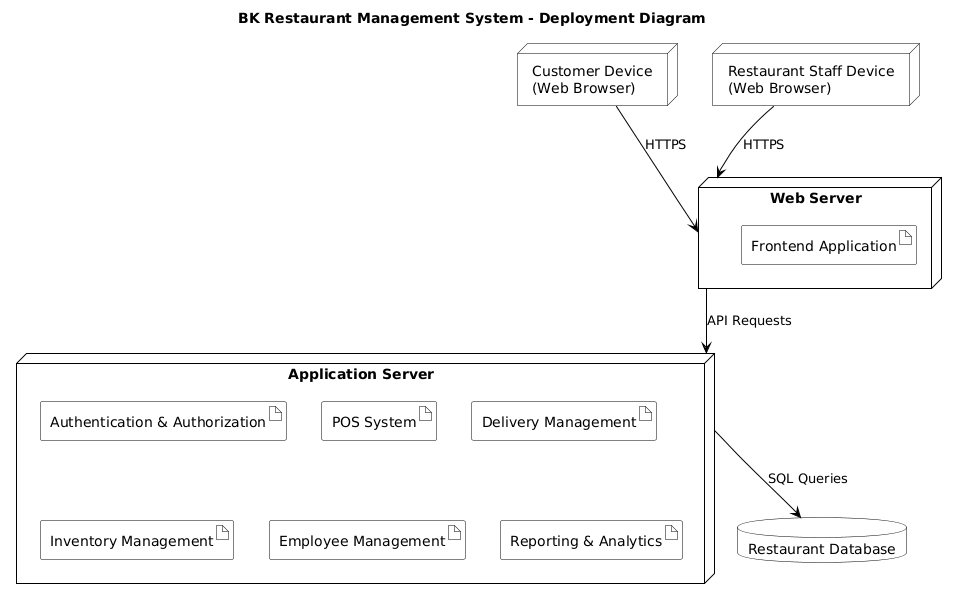 BK Restaurant Management System - Deployment Diagram
Customer Device
(Web Browser)
Restaurant Staff Device
(Web Browser)
HTTPS
HTTPS
Web Server
Frontend Application
API Requests
Application Server
Authentication & Authorization
POS System
Delivery Management
SQL Queries
Inventory Management
Employee Management
Reporting & Analytics
Restaurant Database